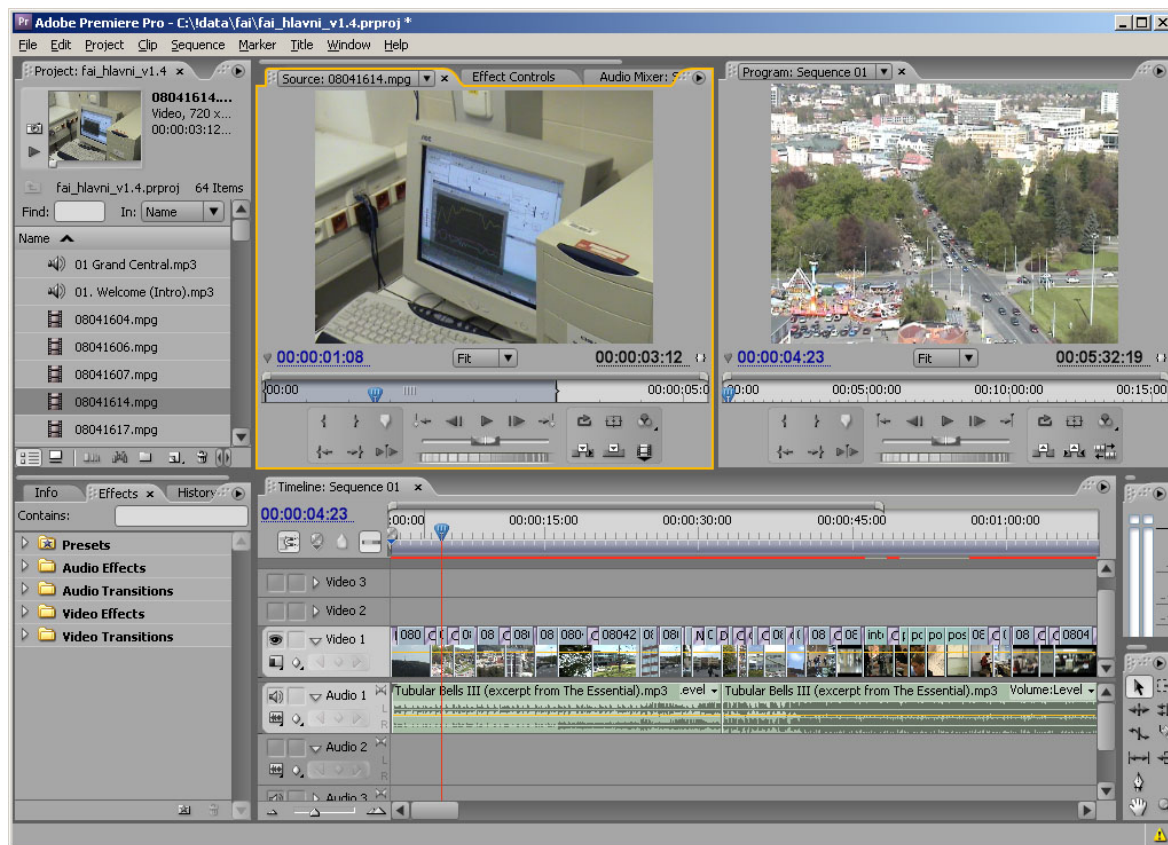 Adobe Premiere Pro - C:\!data\fai\fai_hlavni_v1.4.prproj *
File Edit Project Clip Sequence Marker Title Window Help
Project: fai_hlavni_v1.4
08041614....
Video, 720 x...
00:00:03:12...
fai_hlavni_v1.4.prproj 64 Items
Find: In: Name
Name
01 Grand Central.mp3
01. Welcome (Intro).mp3
08041604.mpg
08041606.mpg
08041607.mpg
08041614.mpg
08041617.mpg
Source: 08041614.mpg Effect Controls Audio Mixer:
00:00:01:08 Fit 00:00:03:12
00:00 00:00:05:0
Program: Sequence 01
00:00:04:23 Fit 00:05:32:19
00:00 00:05:00:00 00:10:00:00 00:15:00
Info Effects History
Contains:
Presets
Audio Effects
Audio Transitions
Video Effects
Video Transitions
Timeline: Sequence 01
00:00:04:23 :00:00 00:00:15:00 00:00:30:00 00:00:45:00 00:01:00:00
Video 3
Video 2
Video 1
Audio 1 Tubular Bells III (excerpt from The Essential).mp3 .evel Tubular Bells III (excerpt from The Essential).mp3 Volume:Level
L
R
Audio 2
L
R
Audio 3